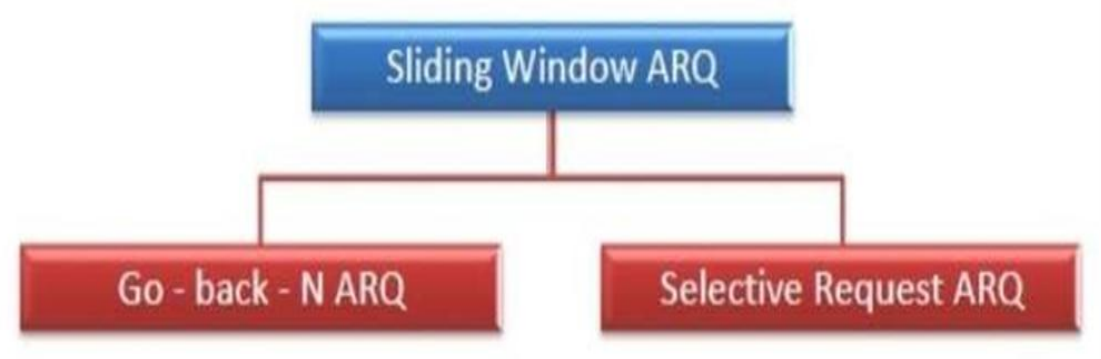 Sliding Window ARQ
Go - back - N ARQ
Selective Request ARQ